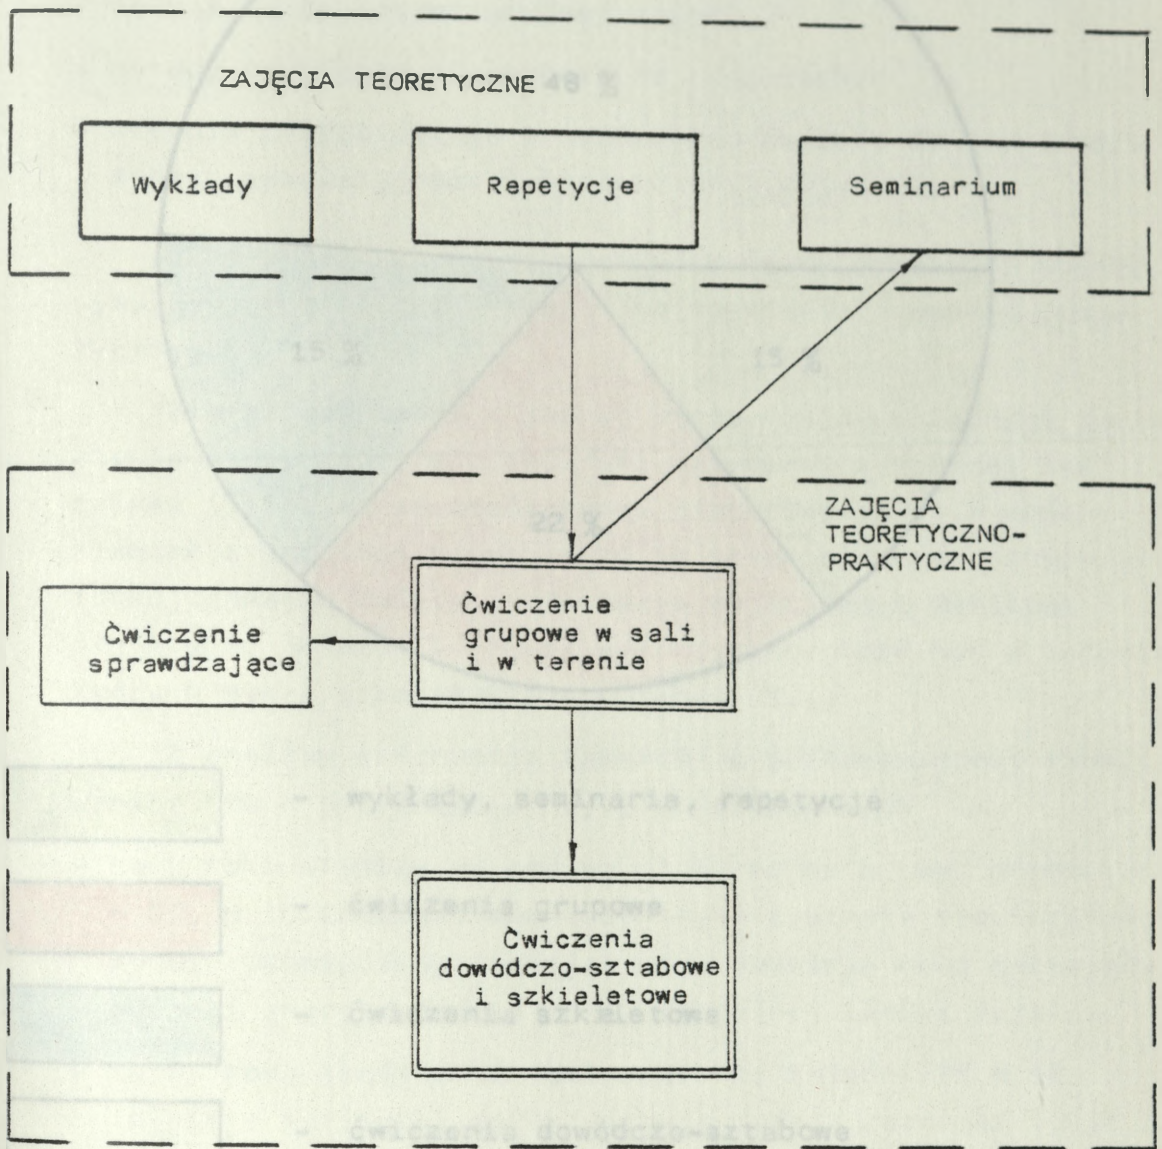 ZAJĘCIA TEORETYCZNE
48 %
Wykłady
Repetycje
Seminarium
15 %
15 %
22 %
ZAJĘCIA
TEORETYCZNO-
PRAKTYCZNE
Ćwiczenie
grupowe w sali
i w terenie
Ćwiczenie
sprawdzające
- wykłady, seminaria, repetycje
- ćwiczenia grupowe
Ćwiczenia
dowódczo-sztabowe
i szkieletowe
- ćwiczenia szkieletowe
- ćwiczenia dowódczo-sztabowe